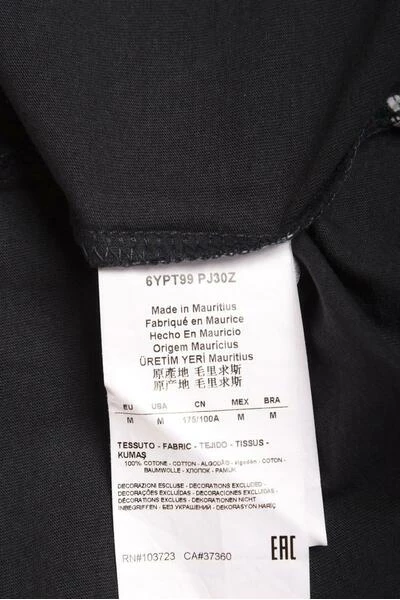 6YPT99 PJ30Z
Made in Mauritius
Fabriqué en Maurice
Hecho En Mauricio
Origem Mauricius
ÜRETİM YERİ Mauritius
原產地 毛里求斯
原产地 毛里求斯
EU USA CN MEX BRA
M M 175/100A M M
TESSUTO - FABRIC - TEJIDO - TISSUS -
KUMAŞ
100% COTONE - COTTON - ALGODÃO - algodón - COTON -
BAUMWOLLE - ХЛОПОК - PAMUK
DECORAZIONI ESCLUSE - DECORATIONS EXCLUDED -
DECORAÇÕES EXCLUÍDAS - DECORACIONES EXCLUIDAS -
DÉCORATIONS EXCLUES - DEKORATIONEN NICHT
INBEGRIFFEN - БЕЗ УКРАШЕНИЙ - DEKORASYON HARİÇ
RN#103723 CA#37360 EAC